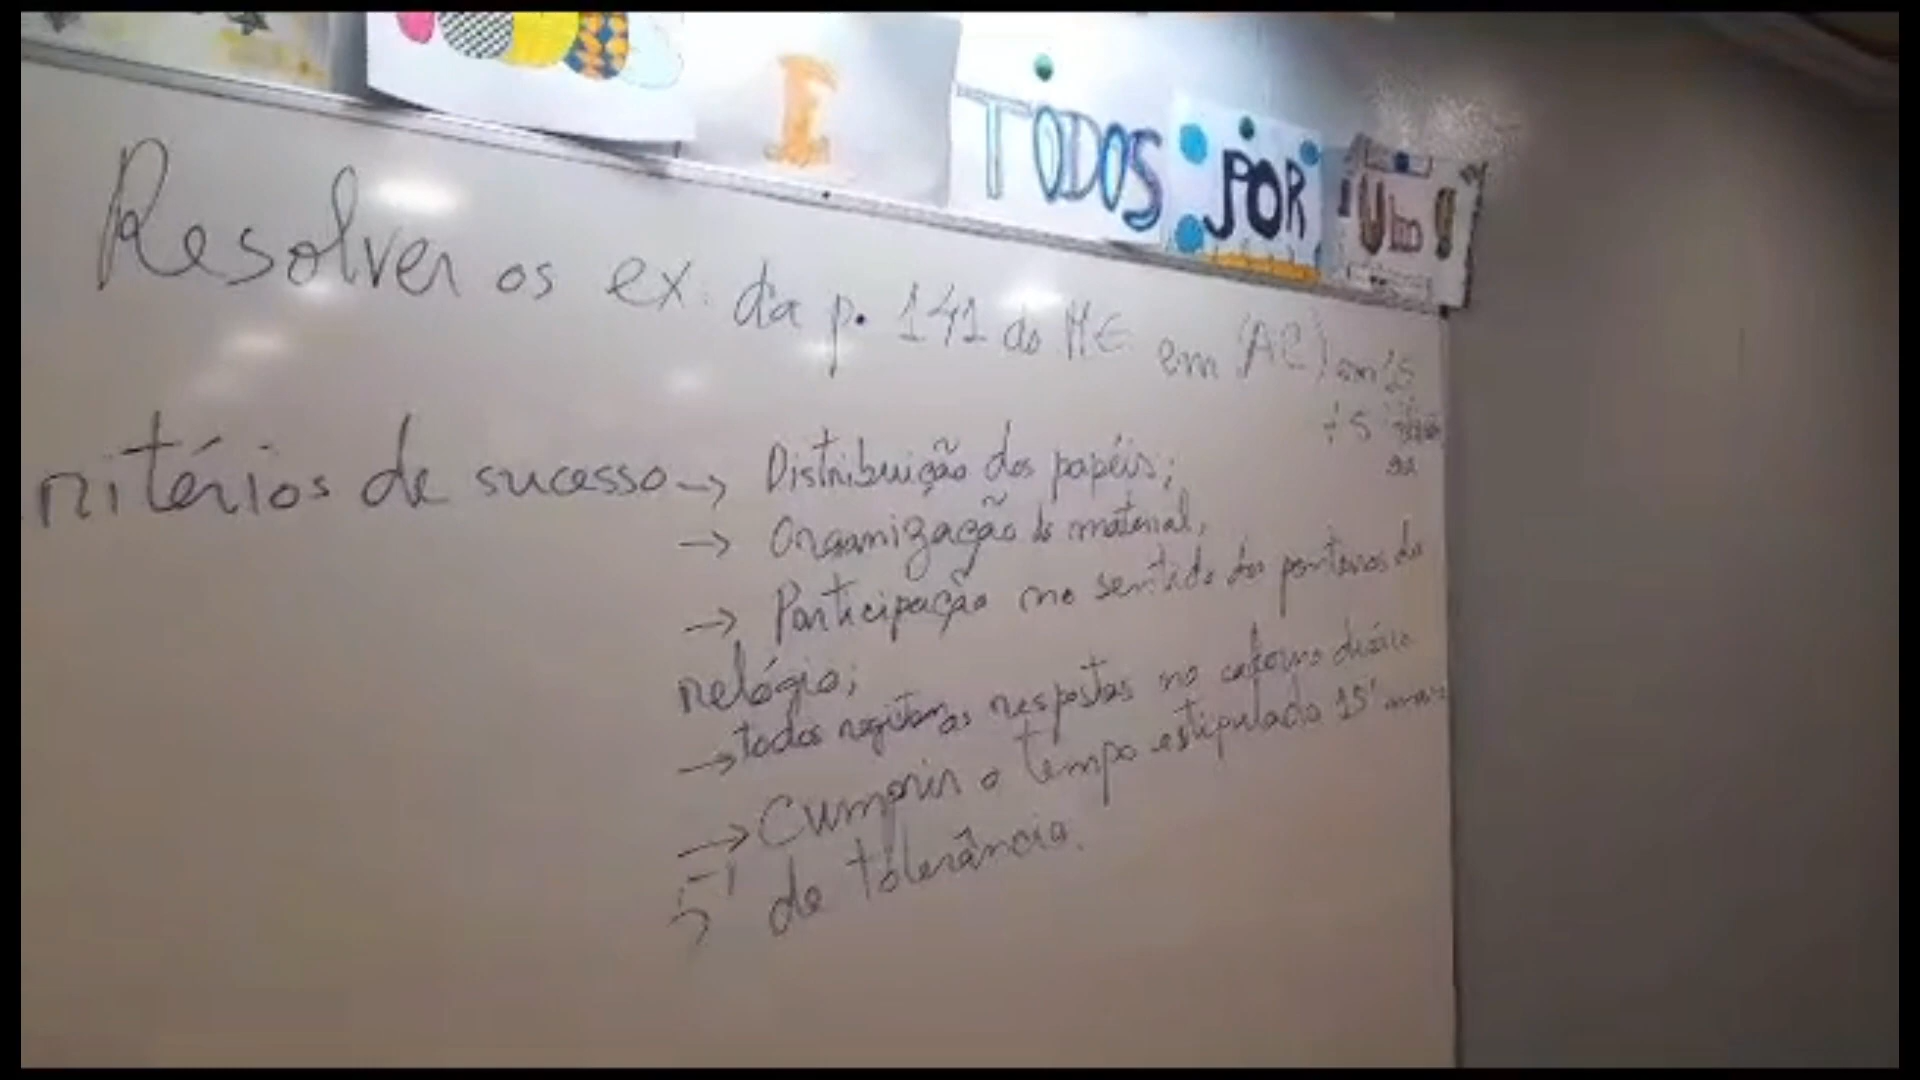 I TODOS POR Um!
Resolver os ex. da p. 141 do ME em (AC) em 15
+ 5
ritérios de sucesso → Distribuição dos papéis;
→ Organização do material;
→ Participação no sentido dos ponteiros do
relógio;
→ todos registam as respostas no caderno diário
→ Cumprir o tempo estipulado 15' mais
5' de tolerância.